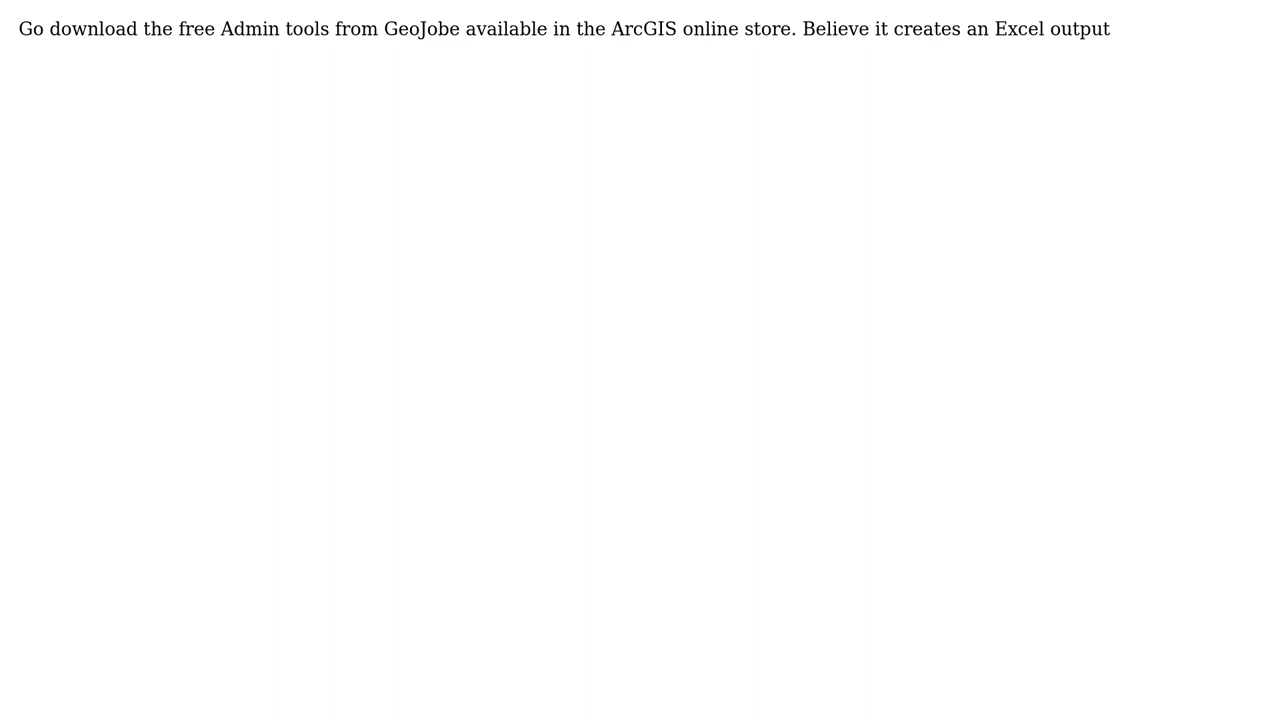 Go download the free Admin tools from GeoJobe available in the ArcGIS online store. Believe it creates an Excel output